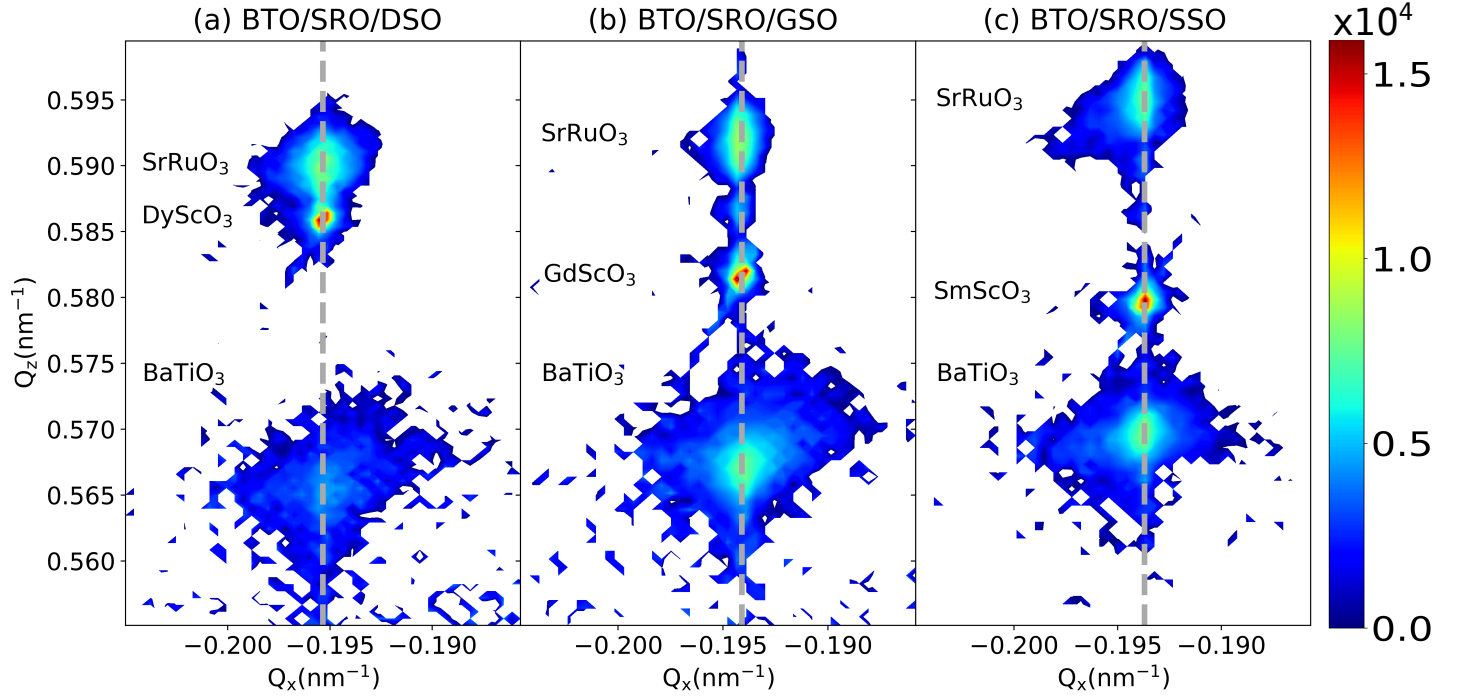 (a) BTO/SRO/DSO
(b) BTO/SRO/GSO
(c) BTO/SRO/SSO
x10⁴
Q_z(nm⁻¹)
0.595
0.590
0.585
0.580
0.575
0.570
0.565
0.560
SrRuO₃
DyScO₃
BaTiO₃
SrRuO₃
GdScO₃
BaTiO₃
SrRuO₃
SmScO₃
BaTiO₃
1.5
1.0
0.5
0.0
−0.200 −0.195 −0.190
−0.200 −0.195 −0.190
−0.200 −0.195 −0.190
Qₓ(nm⁻¹)
Qₓ(nm⁻¹)
Qₓ(nm⁻¹)